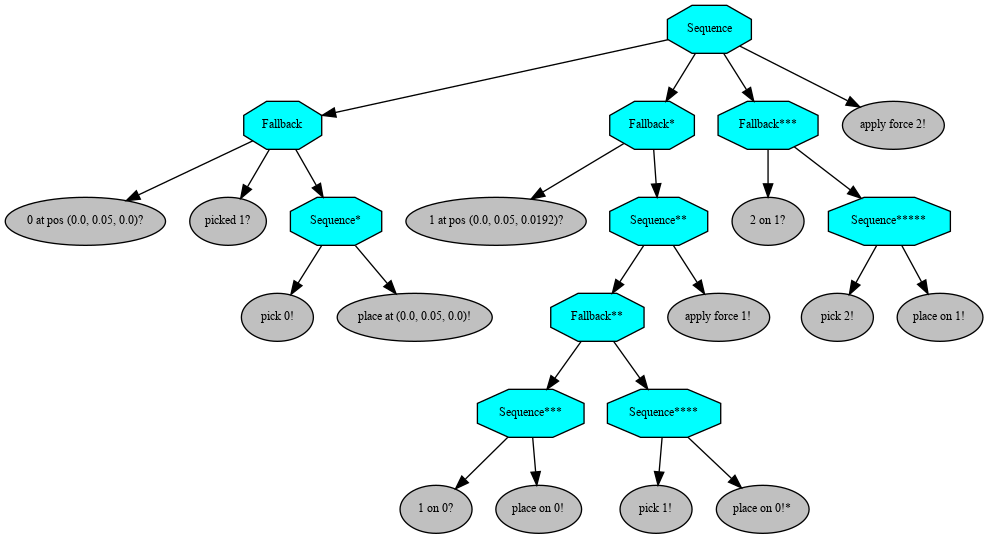 Sequence
Fallback
Fallback*
Fallback***
apply force 2!
0 at pos (0.0, 0.05, 0.0)?
picked 1?
Sequence*
1 at pos (0.0, 0.05, 0.0192)?
Sequence**
2 on 1?
Sequence*****
pick 0!
place at (0.0, 0.05, 0.0)!
Fallback**
apply force 1!
pick 2!
place on 1!
Sequence***
Sequence****
1 on 0?
place on 0!
pick 1!
place on 0!*